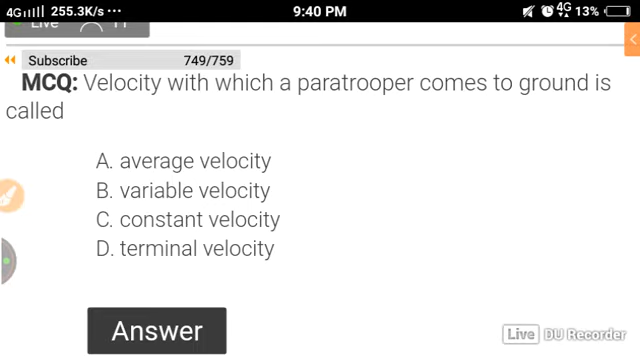 4G 255.3K/s ··· 9:40 PM 4G 13%
Live 11
Subscribe 749/759
MCQ: Velocity with which a paratrooper comes to ground is
called
A. average velocity
B. variable velocity
C. constant velocity
D. terminal velocity
Answer
Live DU Recorder